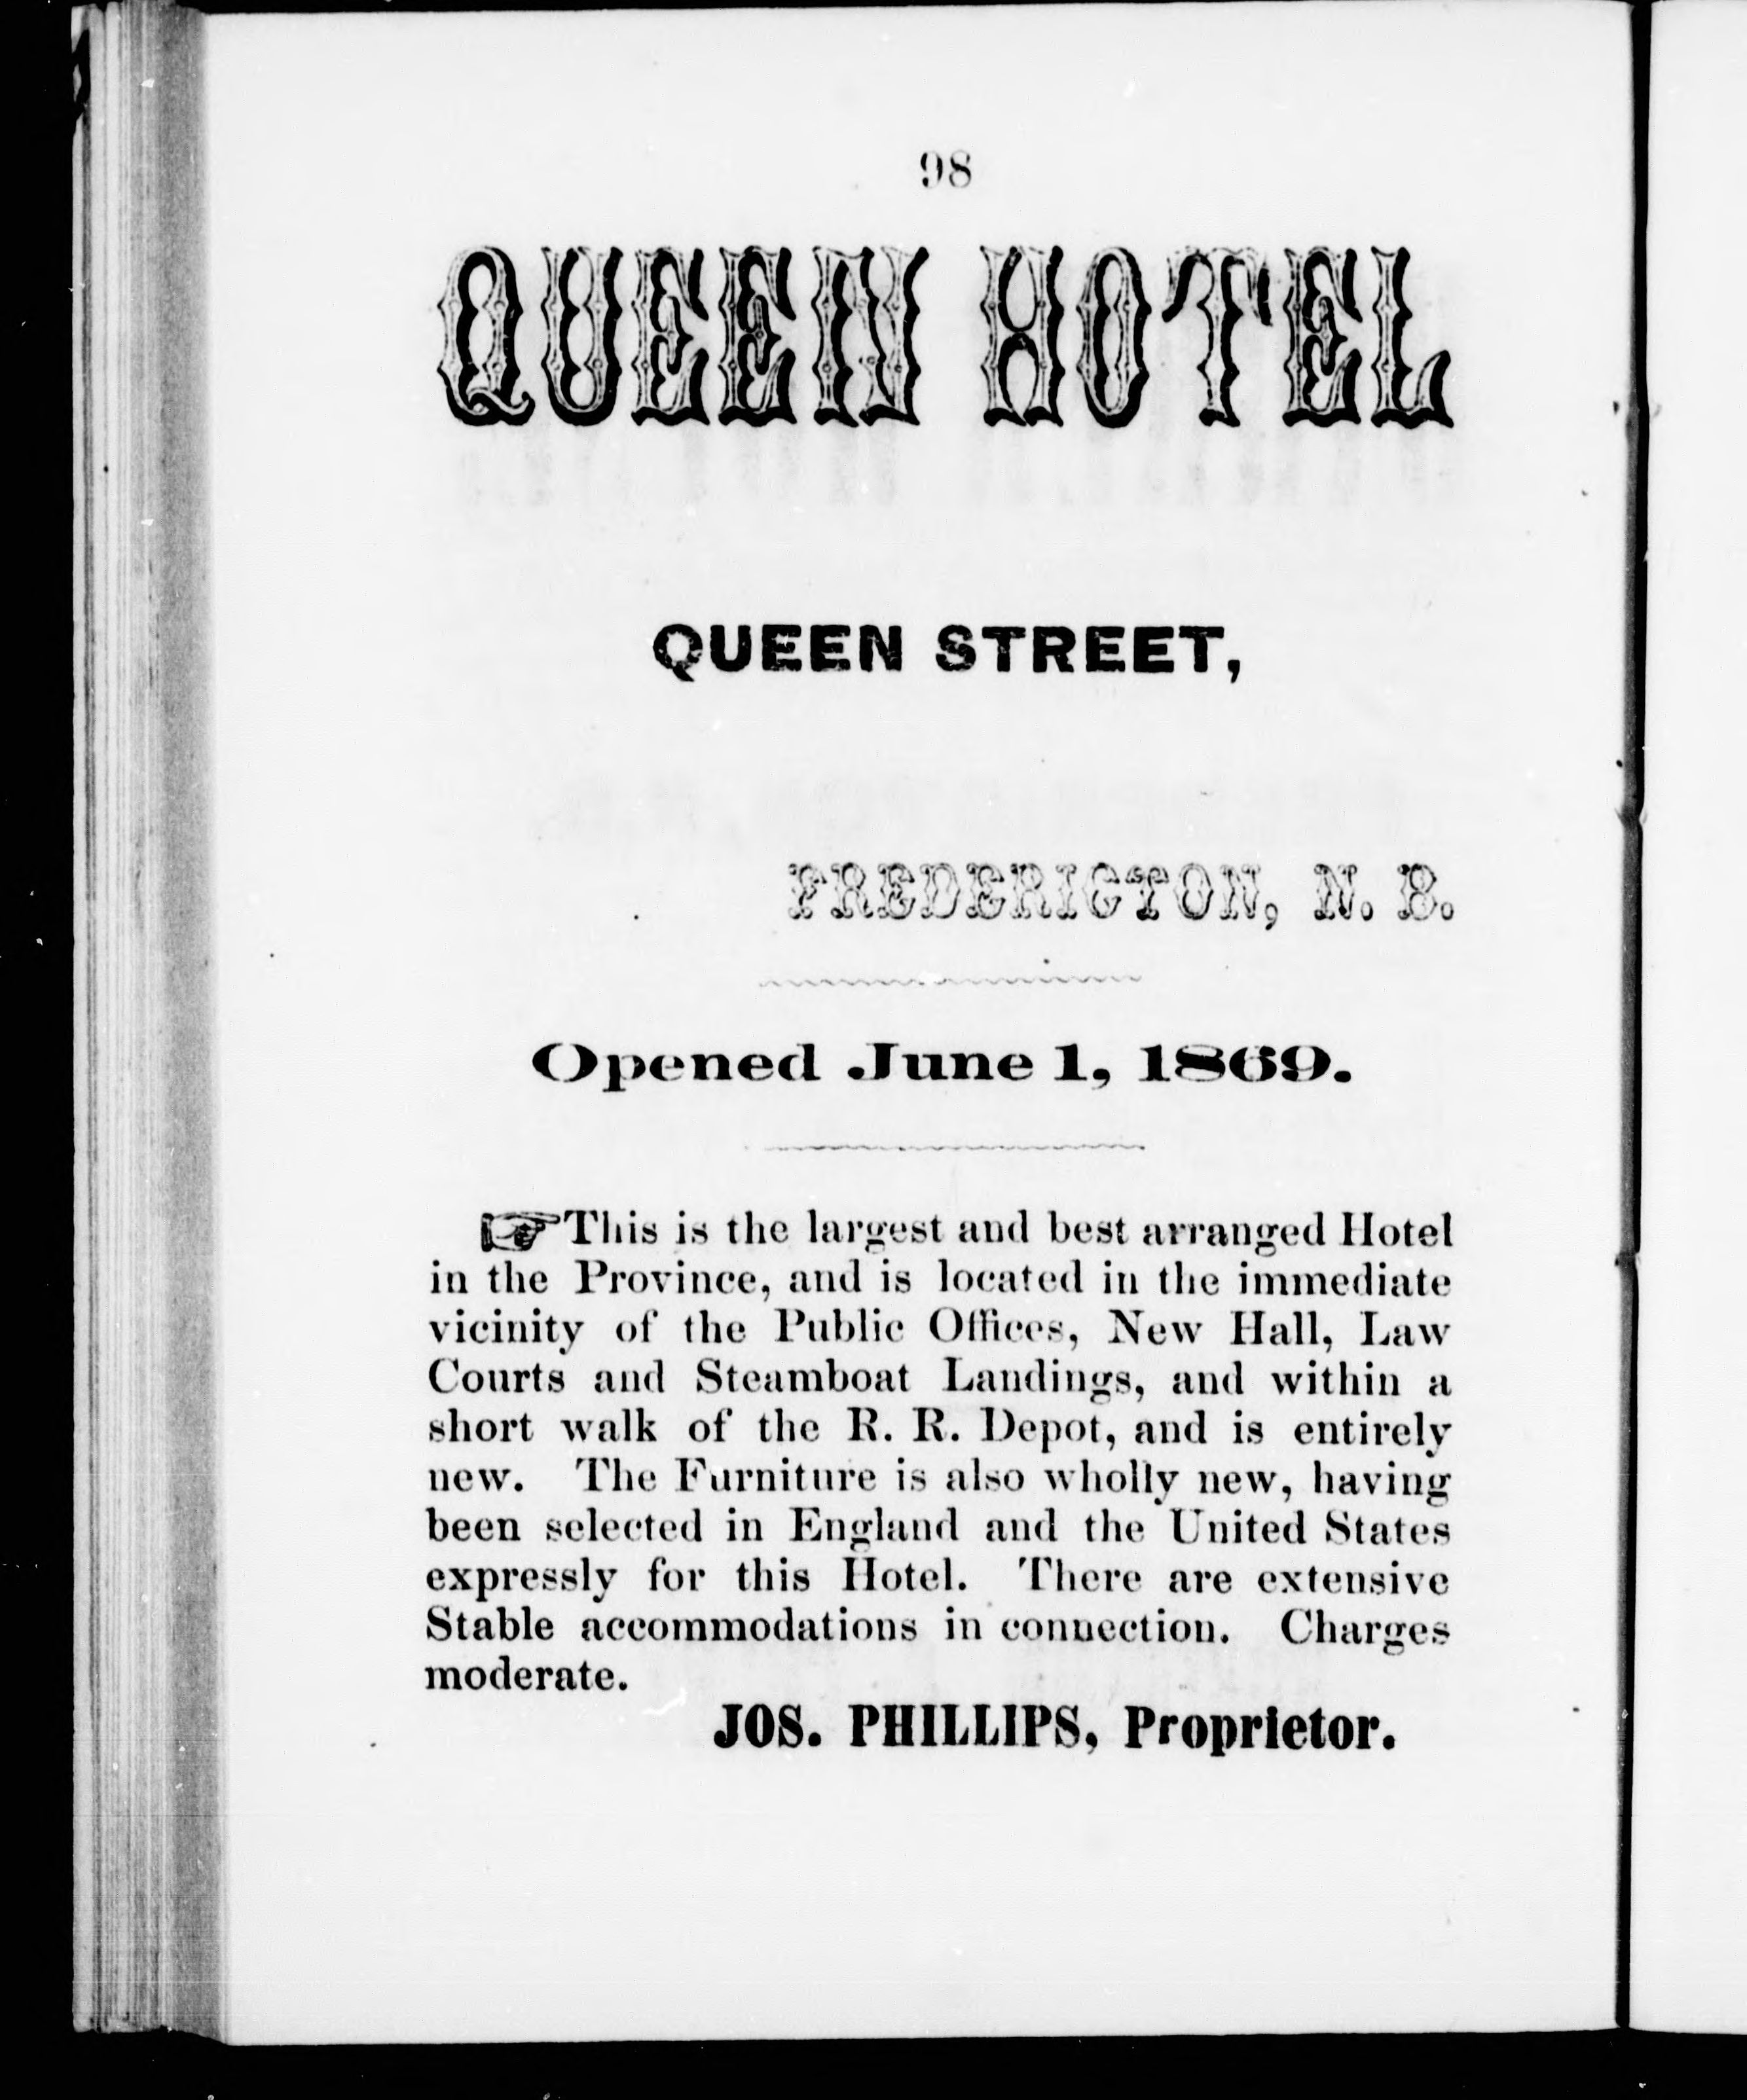 98
QUEEN HOTEL
QUEEN STREET,
FREDERICTON, N. B.
Opened June 1, 1869.
☞This is the largest and best arranged Hotel
in the Province, and is located in the immediate
vicinity of the Public Offices, New Hall, Law
Courts and Steamboat Landings, and within a
short walk of the R. R. Depot, and is entirely
new. The Furniture is also wholly new, having
been selected in England and the United States
expressly for this Hotel. There are extensive
Stable accommodations in connection. Charges
moderate.
JOS. PHILLIPS, Proprietor.